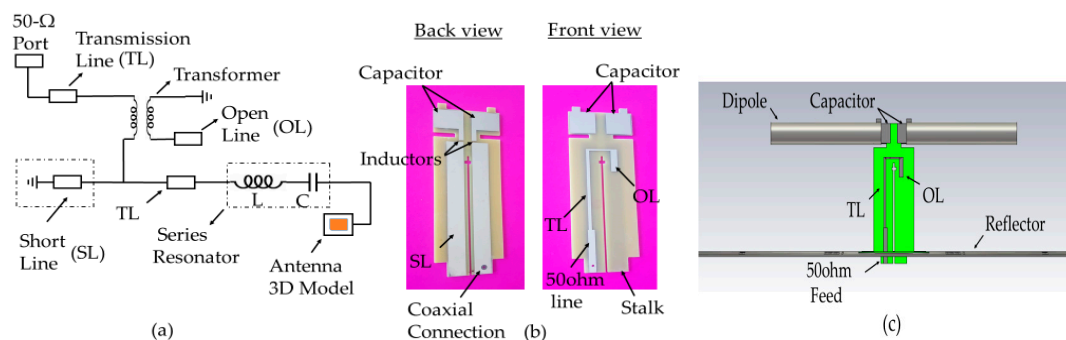 50-Ω
Port
Transmission
Line (TL)
Transformer
Open
Line (OL)
L
C
TL
Short
Line (SL)
Series
Resonator
Antenna
3D Model
(a)
Back view
Front view
Capacitor
Capacitor
Inductors
OL
TL
SL
50ohm
line
Coaxial
Connection
Stalk
(b)
Dipole
Capacitor
TL
OL
Reflector
50ohm
Feed
(c)